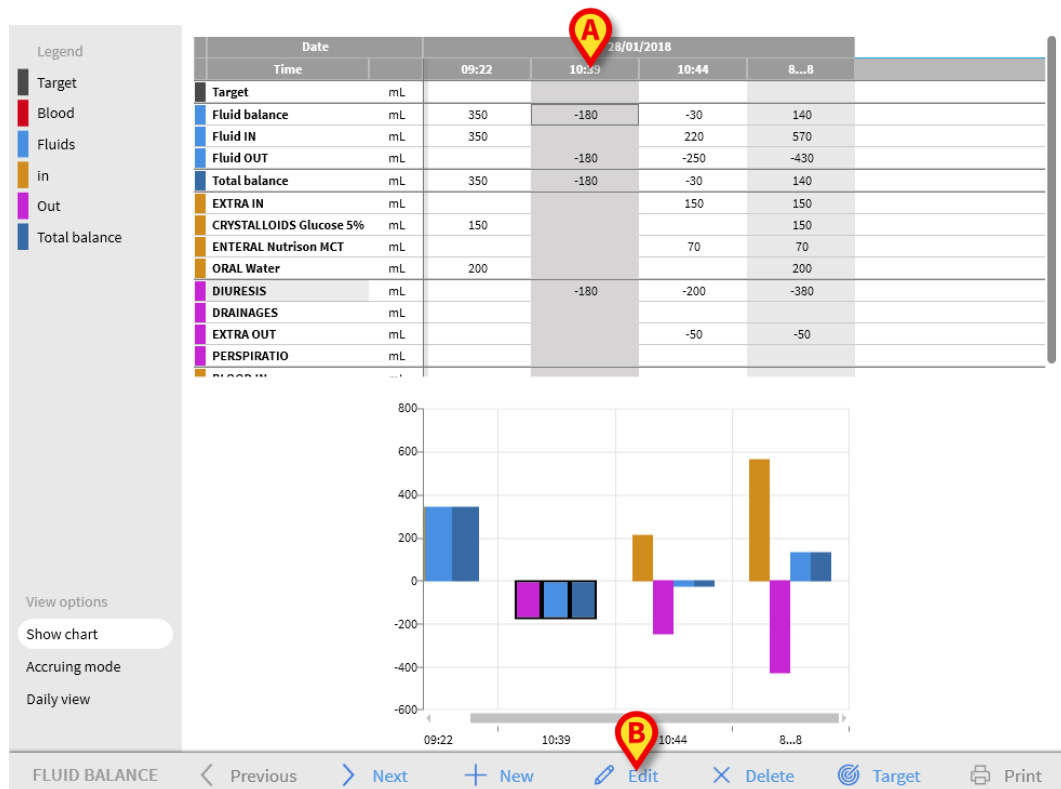 Legend
Target
Blood
Fluids
in
Out
Total balance
View options
Show chart
Accruing mode
Daily view
A
Date 28/01/2018
Time 09:22 10:39 10:44 8...8
Target mL
Fluid balance mL 350 -180 -30 140
Fluid IN mL 350 220 570
Fluid OUT mL -180 -250 -430
Total balance mL 350 -180 -30 140
EXTRA IN mL 150 150
CRYSTALLOIDS Glucose 5% mL 150 150
ENTERAL Nutrison MCT mL 70 70
ORAL Water mL 200 200
DIURESIS mL -180 -200 -380
DRAINAGES mL
EXTRA OUT mL -50 -50
PERSPIRATIO mL
800
600
400
200
0
-200
-400
-600
09:22 10:39 10:44 8...8
B
FLUID BALANCE Previous Next New Edit Delete Target Print